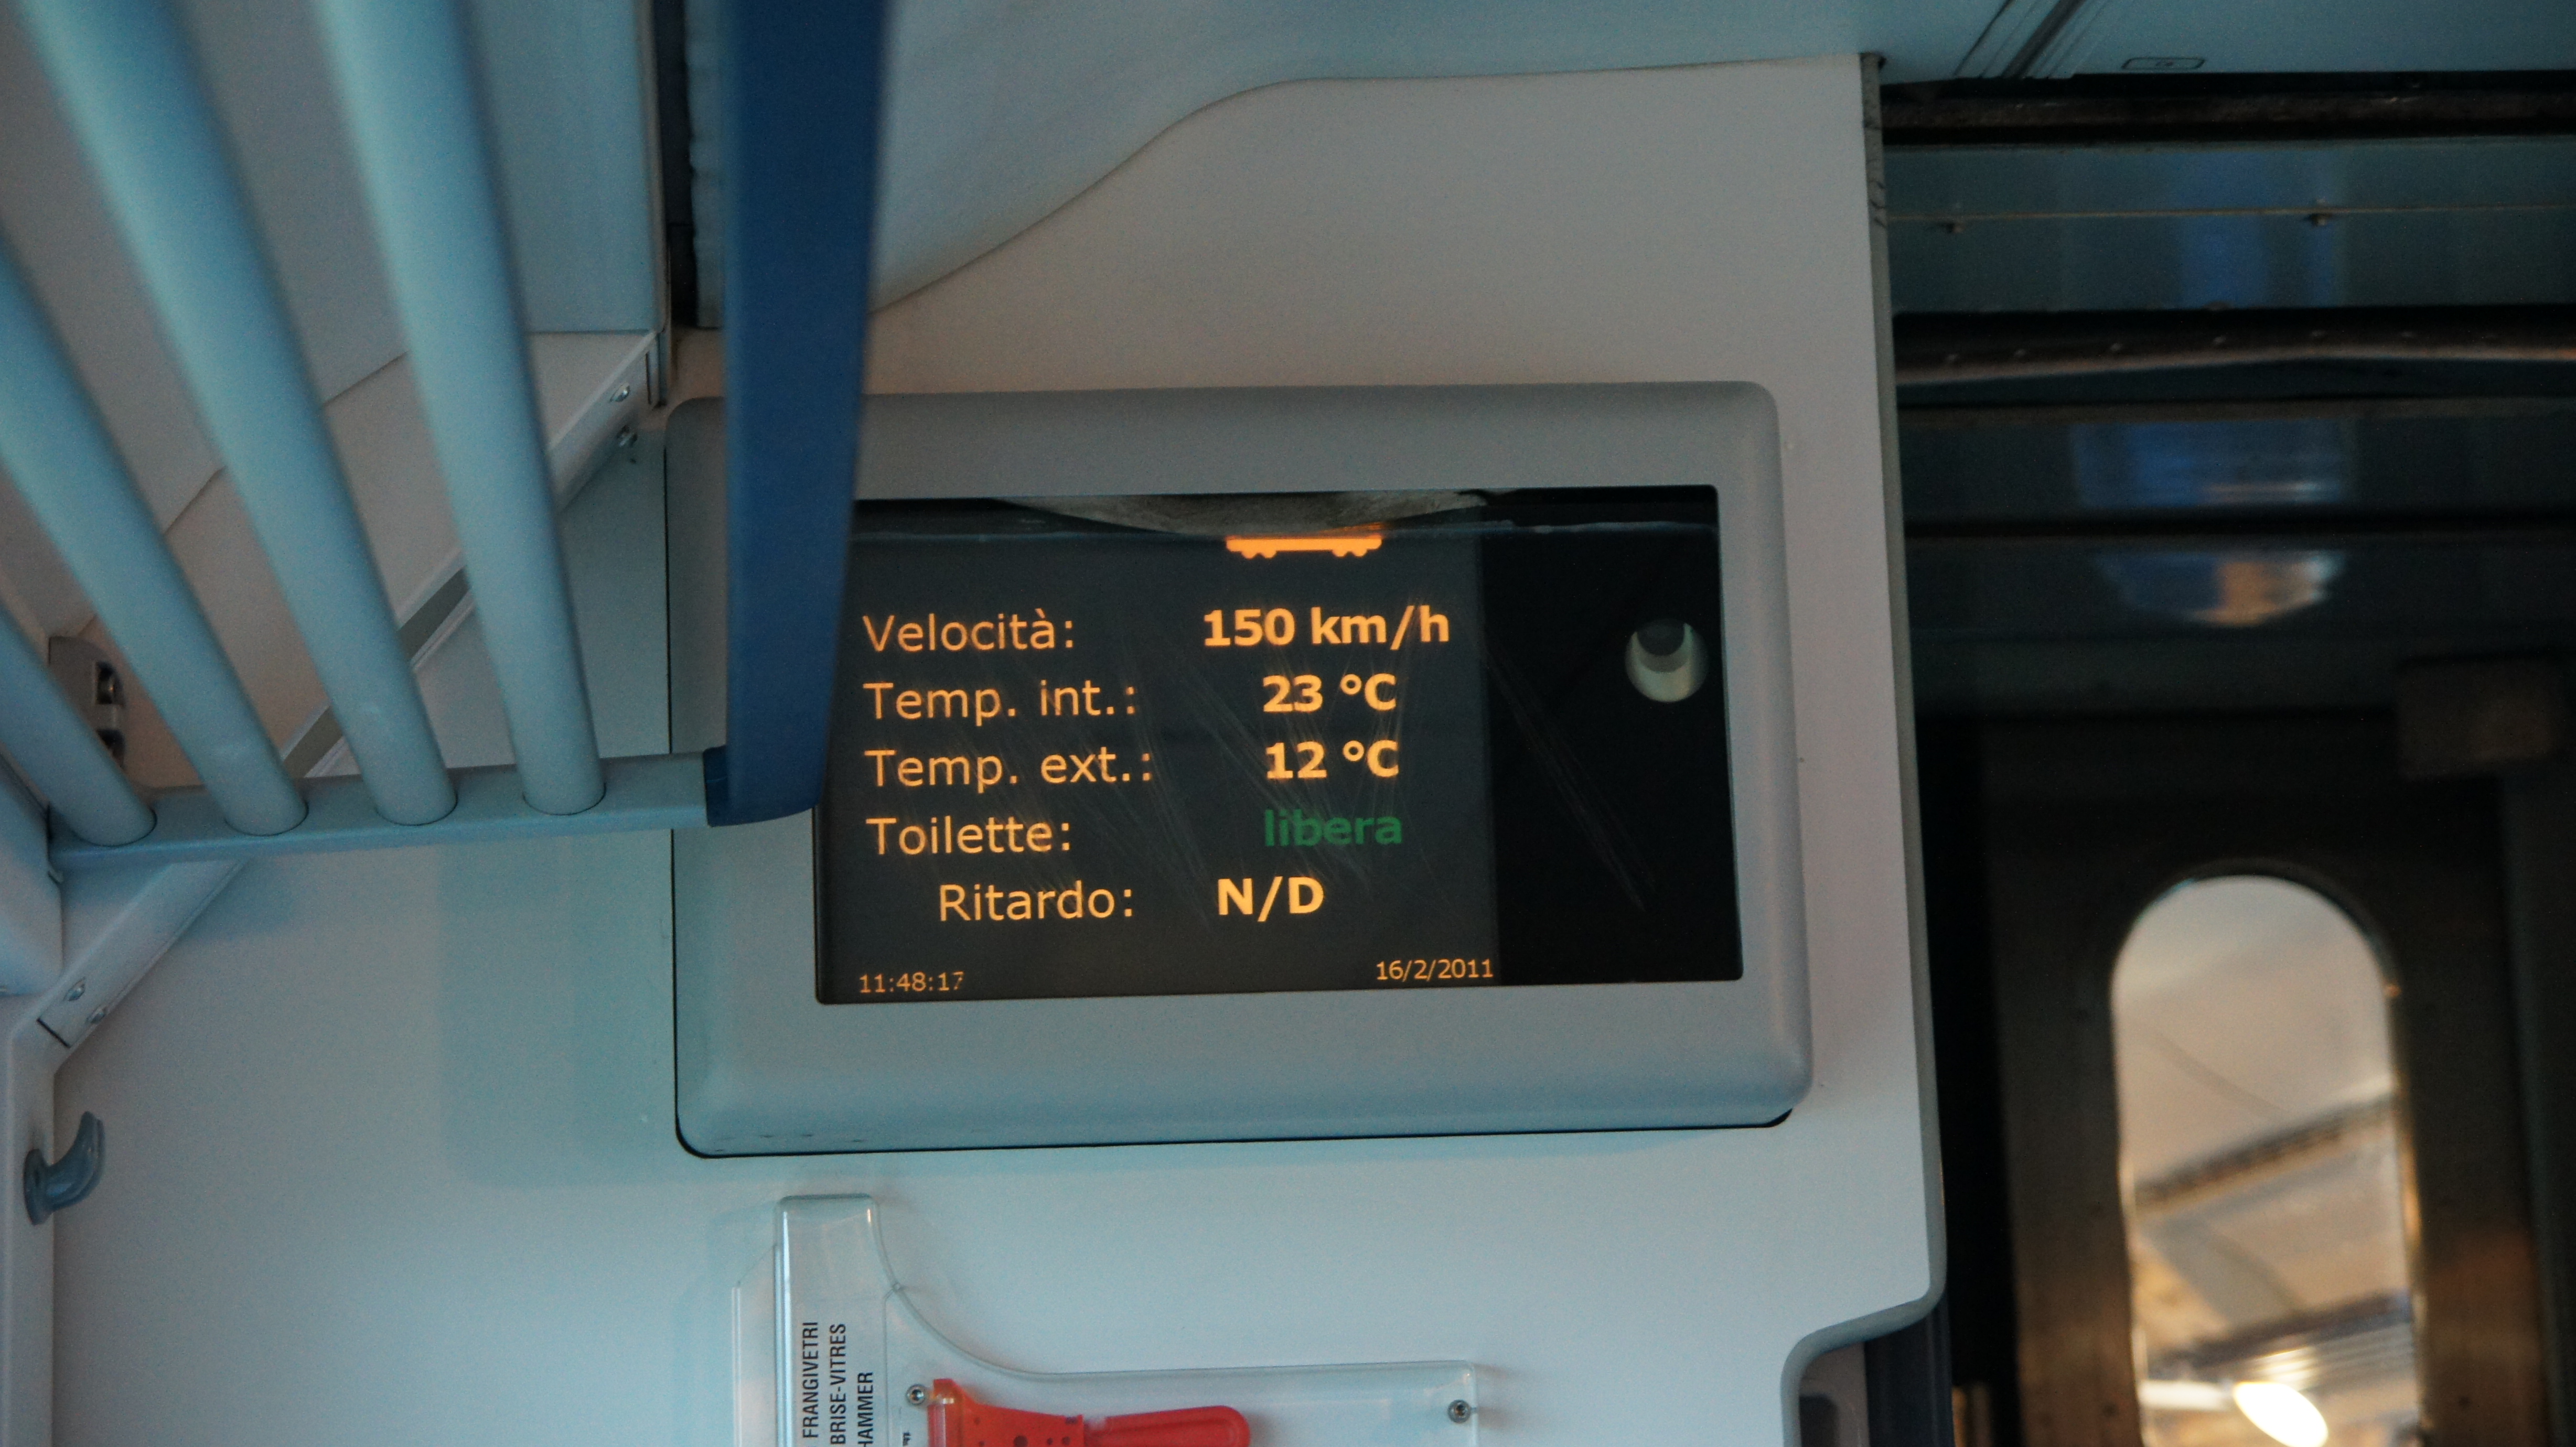 Velocità: 150 km/h
Temp. int.: 23 °C
Temp. ext.: 12 °C
Toilette: libera
Ritardo: N/D
11:48:17 16/2/2011
FRANGIVETRI
BRISE-VITRES
HAMMER